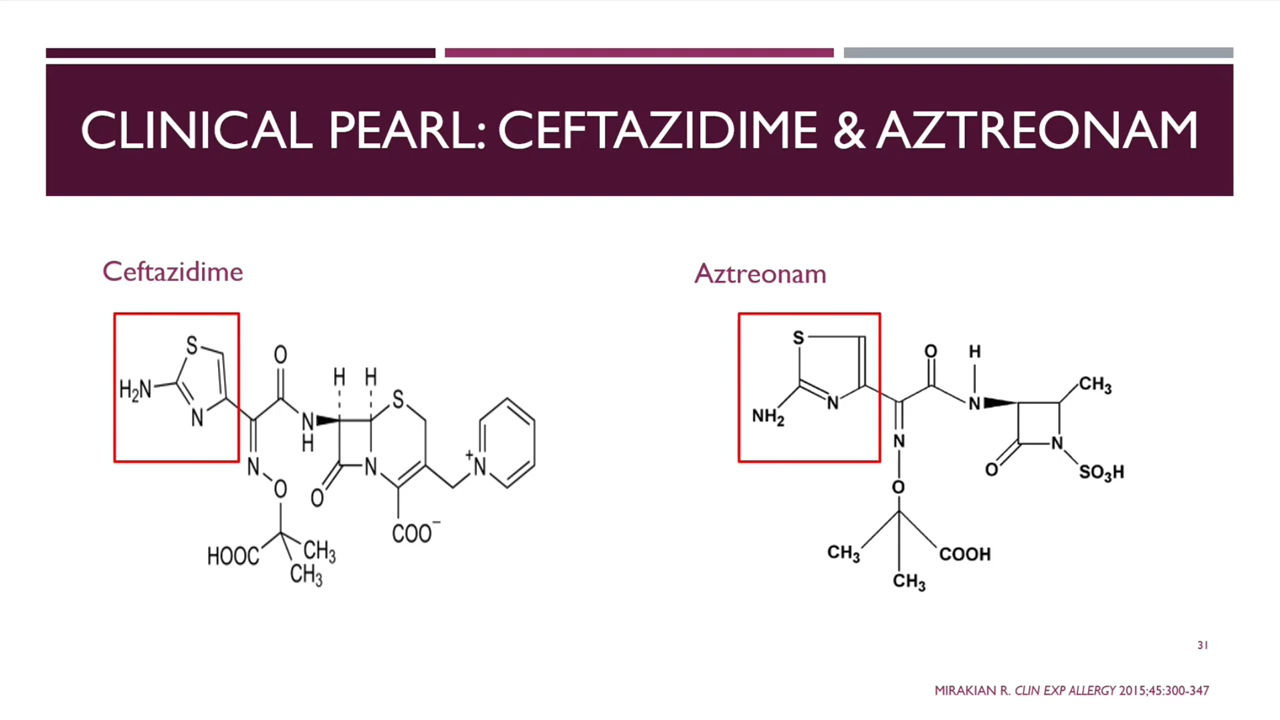 CLINICAL PEARL: CEFTAZIDIME & AZTREONAM
Ceftazidime
S
H₂N
N
O
N
H
H
H
S
N
O
N
+
COO⁻
N
O
HOOC
CH₃
CH₃
Aztreonam
S
NH₂
N
O
H
N
CH₃
N
O
SO₃H
N
O
CH₃
COOH
CH₃
31
MIRAKIAN R. CLIN EXP ALLERGY 2015;45:300-347